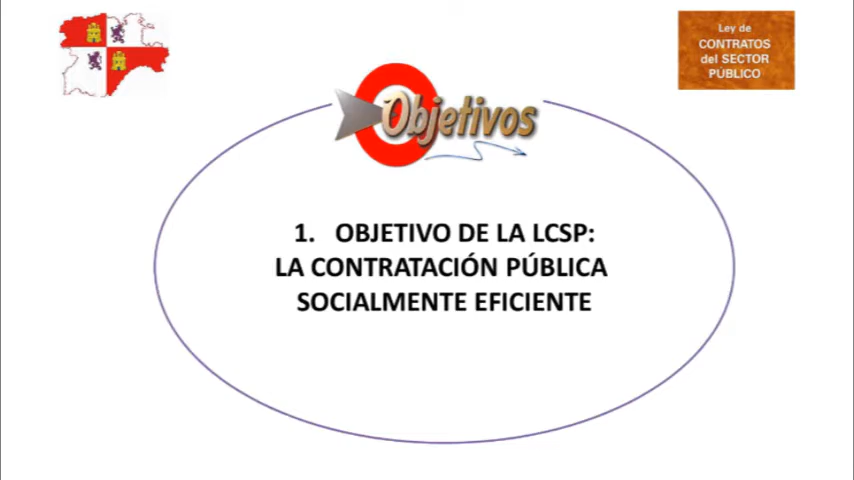 Ley de
CONTRATOS
del SECTOR
PÚBLICO
Objetivos
1. OBJETIVO DE LA LCSP:
LA CONTRATACIÓN PÚBLICA
SOCIALMENTE EFICIENTE